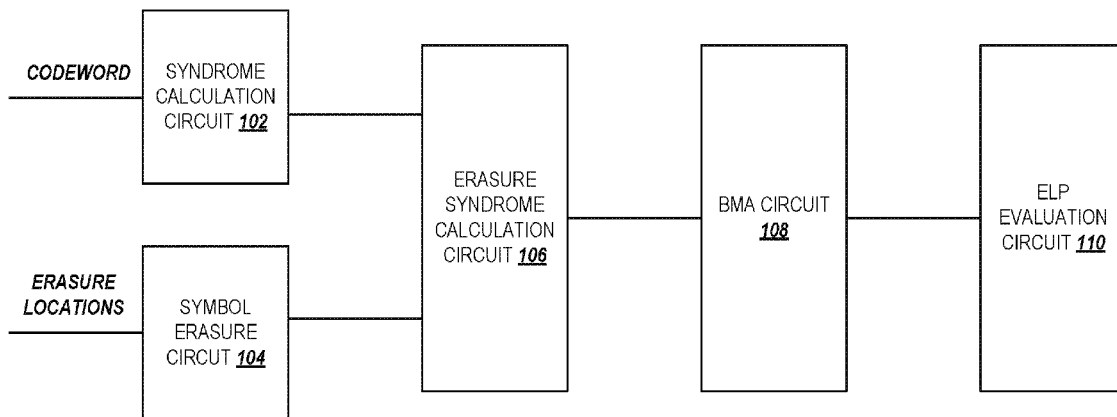 CODEWORD
SYNDROME
CALCULATION
CIRCUIT 102
ERASURE
LOCATIONS
SYMBOL
ERASURE
CIRCUT 104
ERASURE
SYNDROME
CALCULATION
CIRCUIT 106
BMA CIRCUIT
108
ELP
EVALUATION
CIRCUIT 110